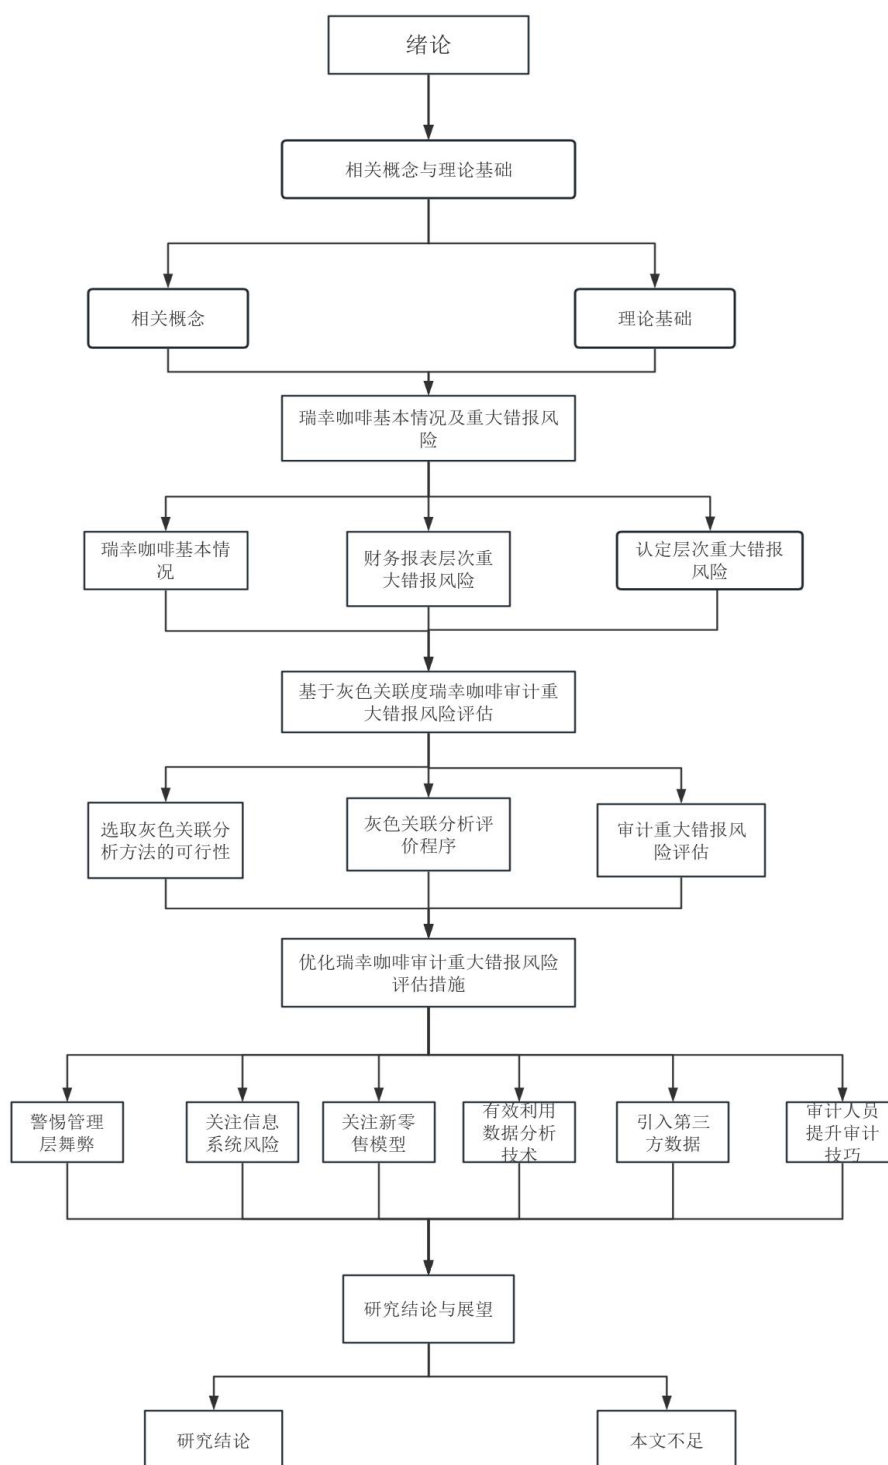 绪论
相关概念与理论基础
相关概念
理论基础
瑞幸咖啡基本情况及重大错报风
险
瑞幸咖啡基本情
况
财务报表层次重
大错报风险
认定层次重大错报
风险
基于灰色关联度瑞幸咖啡审计重
大错报风险评估
选取灰色关联分
析方法的可行性
灰色关联分析评
价程序
审计重大错报风
险评估
优化瑞幸咖啡审计重大错报风险
评估措施
警惕管理
层舞弊
关注信息
系统风险
关注新零
售模型
有效利用
数据分析
技术
引入第三
方数据
审计人员
提升审计
技巧
研究结论与展望
研究结论
本文不足